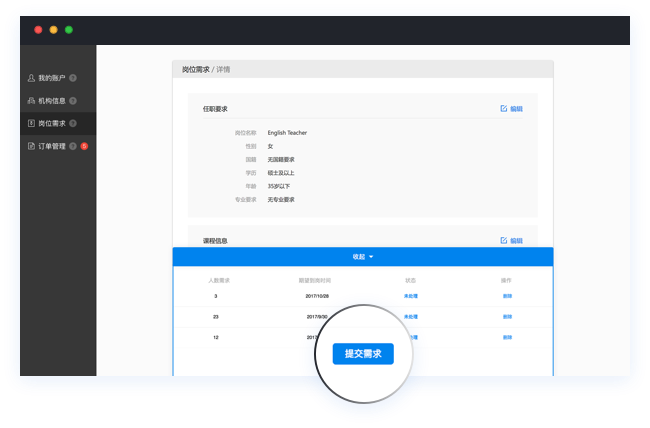 岗位需求 / 详情
我的账户 ?
机构信息 ?
岗位需求 ?
订单管理 ? 5
任职要求 编辑
岗位名称 English Teacher
性别 女
国籍 无国籍要求
学历 硕士及以上
年龄 35岁以下
专业要求 无专业要求
课程信息 编辑
收起
人数需求 期望到岗时间 状态 操作
3 2017/10/28 未处理 删除
23 2017/9/30 未处理 删除
12 2017 理 删除
提交需求